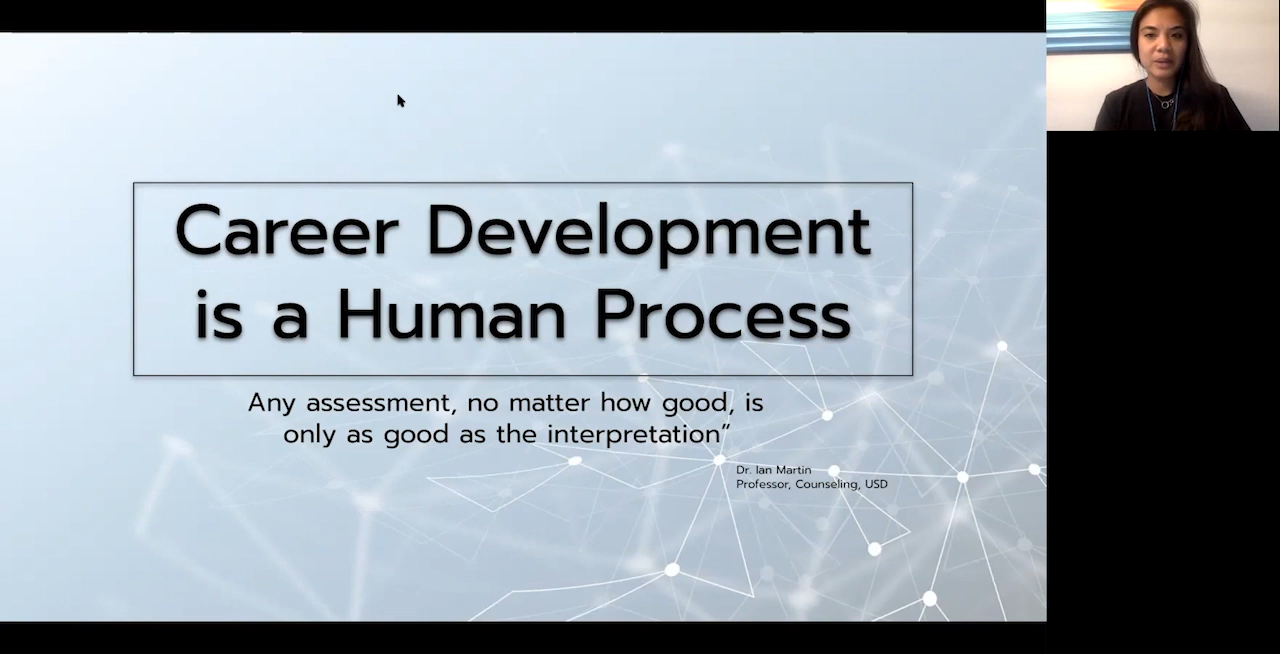 Career Development
is a Human Process
Any assessment, no matter how good, is
only as good as the interpretation”
Dr. Ian Martin
Professor, Counseling, USD